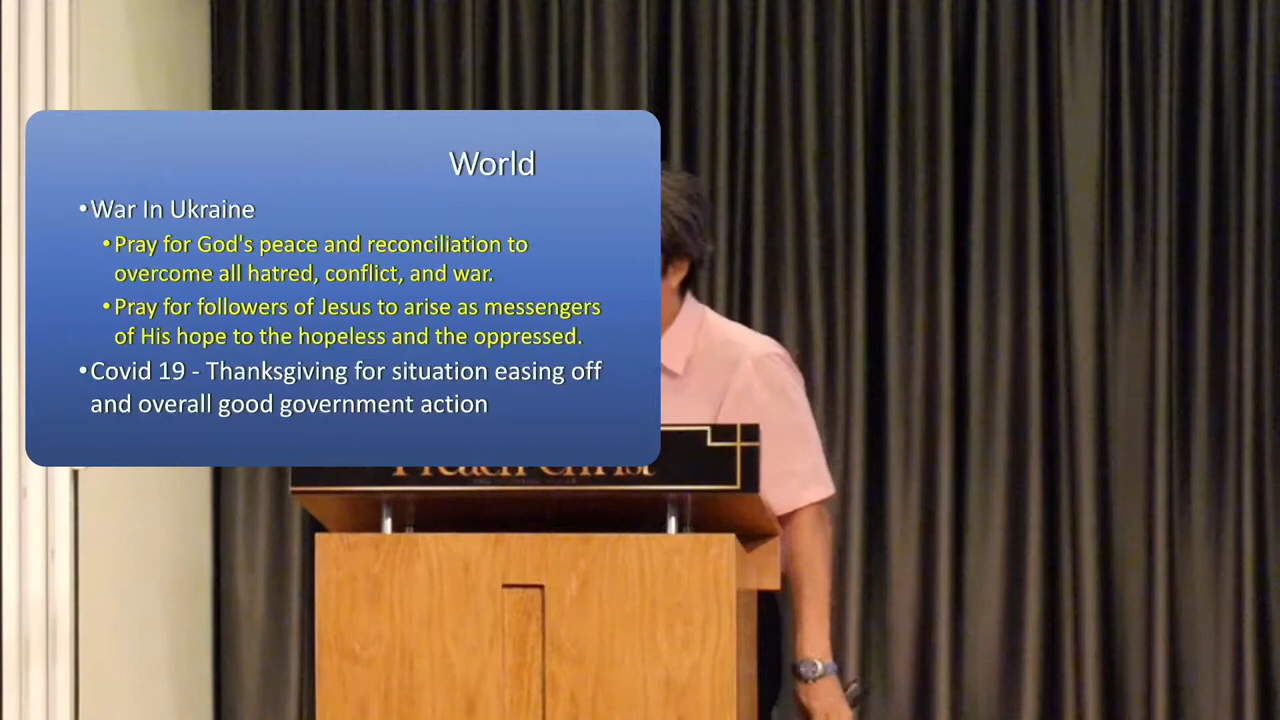 World
•War In Ukraine
•Pray for God's peace and reconciliation to
overcome all hatred, conflict, and war.
•Pray for followers of Jesus to arise as messengers
of His hope to the hopeless and the oppressed.
•Covid 19 - Thanksgiving for situation easing off
and overall good government action
Preach Christ